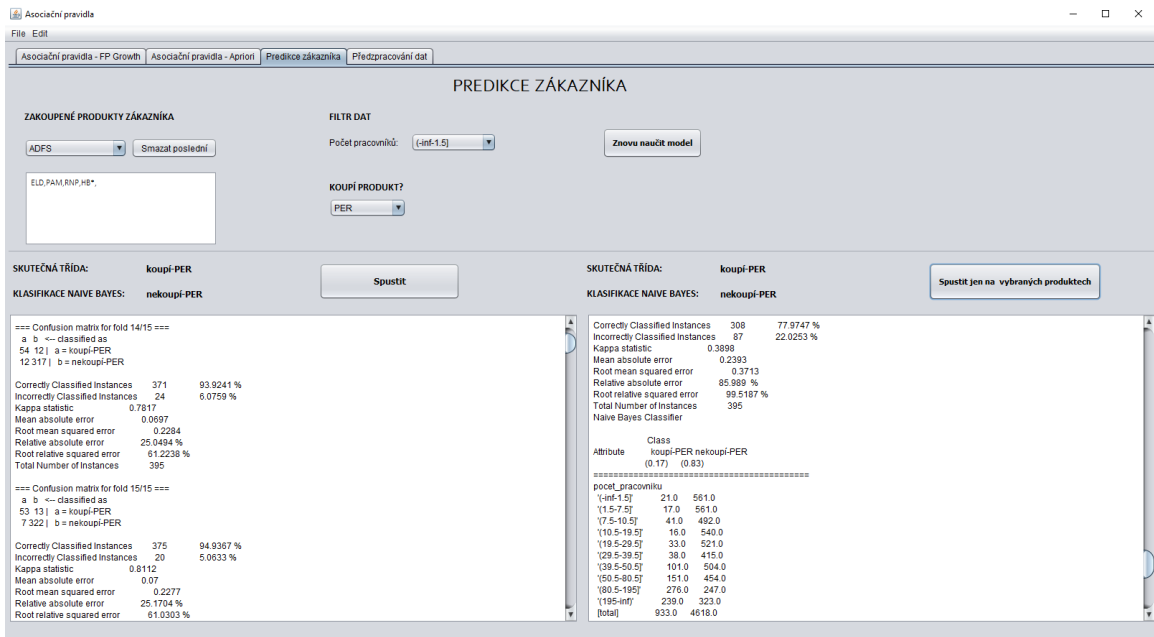 Asociační pravidla
File Edit
Asociační pravidla - FP Growth Asociační pravidla - Apriori Predikce zákazníka Předzpracování dat
PREDIKCE ZÁKAZNÍKA
ZAKOUPENÉ PRODUKTY ZÁKAZNÍKA
FILTR DAT
ADFS Smazat poslední
Počet pracovníků: (-inf-1.5]
Znovu naučit model
ELD,PAM,RNP,HB*,
KOUPÍ PRODUKT?
PER
SKUTEČNÁ TŘÍDA: koupí-PER
KLASIFIKACE NAIVE BAYES: nekoupí-PER
Spustit
=== Confusion matrix for fold 14/15 ===
a b <-- classified as
54 12 | a = koupí-PER
12 317 | b = nekoupí-PER
Correctly Classified Instances 371 93.9241 %
Incorrectly Classified Instances 24 6.0759 %
Kappa statistic 0.7817
Mean absolute error 0.0697
Root mean squared error 0.2284
Relative absolute error 25.0494 %
Root relative squared error 61.2238 %
Total Number of Instances 395
=== Confusion matrix for fold 15/15 ===
a b <-- classified as
53 13 | a = koupí-PER
7 322 | b = nekoupí-PER
Correctly Classified Instances 375 94.9367 %
Incorrectly Classified Instances 20 5.0633 %
Kappa statistic 0.8112
Mean absolute error 0.07
Root mean squared error 0.2277
Relative absolute error 25.1704 %
Root relative squared error 61.0303 %
SKUTEČNÁ TŘÍDA: koupí-PER
KLASIFIKACE NAIVE BAYES: nekoupí-PER
Spustit jen na vybraných produktech
Correctly Classified Instances 308 77.9747 %
Incorrectly Classified Instances 87 22.0253 %
Kappa statistic 0.3898
Mean absolute error 0.2393
Root mean squared error 0.3713
Relative absolute error 85.989 %
Root relative squared error 99.5187 %
Total Number of Instances 395
Naive Bayes Classifier
Class
Attribute koupí-PER nekoupí-PER
(0.17) (0.83)
===========================================
pocet_pracovniku
'(-inf-1.5]' 21.0 561.0
'(1.5-7.5]' 17.0 561.0
'(7.5-10.5]' 41.0 492.0
'(10.5-19.5]' 16.0 540.0
'(19.5-29.5]' 33.0 521.0
'(29.5-39.5]' 38.0 415.0
'(39.5-50.5]' 101.0 504.0
'(50.5-80.5]' 151.0 454.0
'(80.5-195]' 276.0 247.0
'(195-inf)' 239.0 323.0
[total] 933.0 4618.0